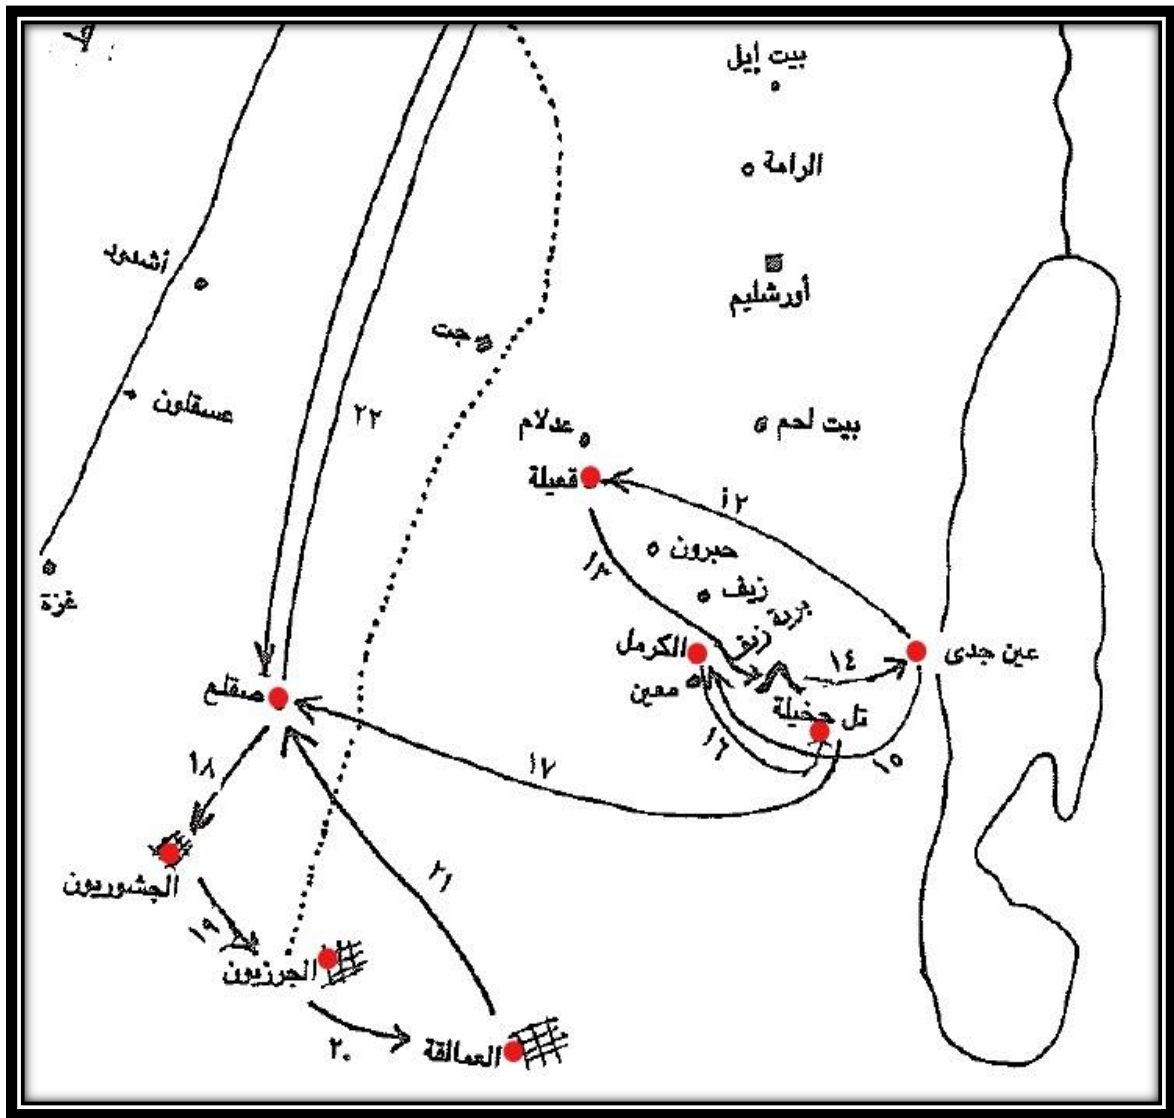 بيت إيل
الرامة
أورشليم
أشدود
جت
عسقلون
٢٢
بيت لحم
عدلام
قعيلة
١٢
حبرون
١٣
زيف
برية زيف
غزة
الكرمل
١٤
عين جدى
معين
صقلع
تل حخيلة
١٦
١٥
١٧
١٨
الجشوريون
٢١
١٩
الجرزيون
٢٠
العمالقة